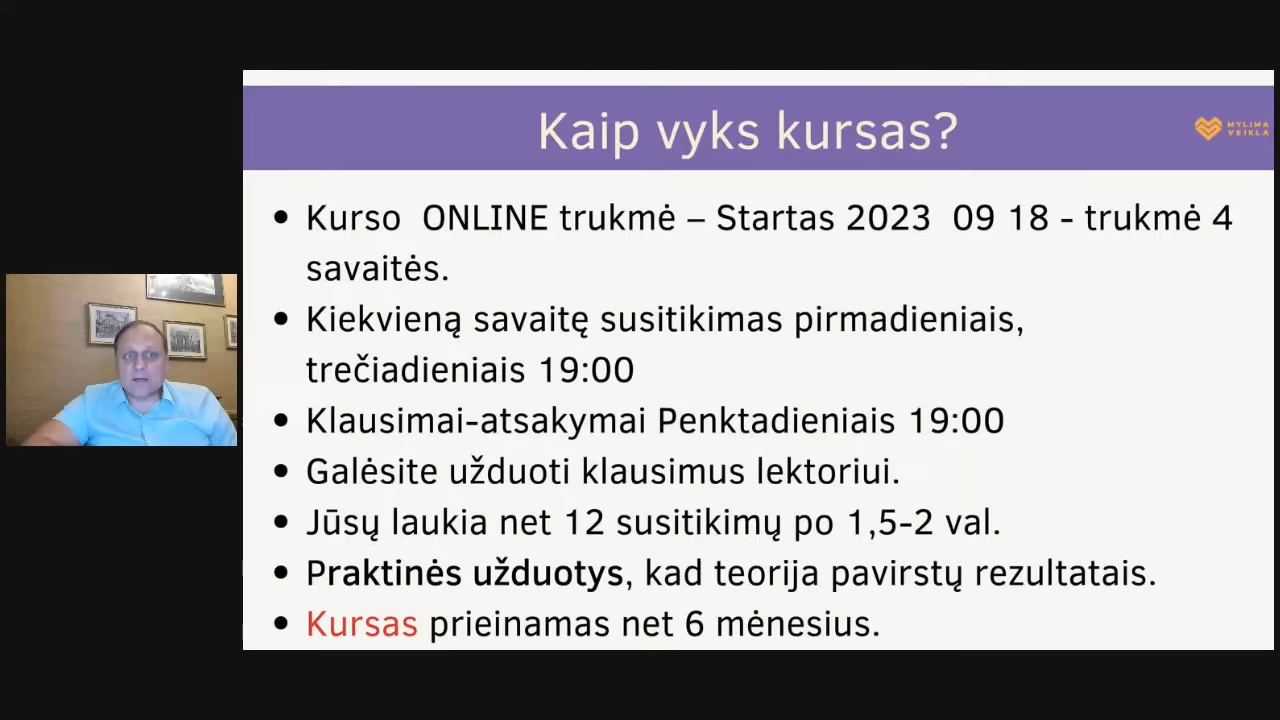 Kaip vyks kursas?
MYLIMA
VEIKLA
• Kurso ONLINE trukmė – Startas 2023 09 18 - trukmė 4
savaitės.
• Kiekvieną savaitę susitikimas pirmadieniais,
trečiadieniais 19:00
• Klausimai-atsakymai Penktadieniais 19:00
• Galėsite užduoti klausimus lektoriui.
• Jūsų laukia net 12 susitikimų po 1,5-2 val.
• Praktinės užduotys, kad teorija pavirstų rezultatais.
• Kursas prieinamas net 6 mėnesius.